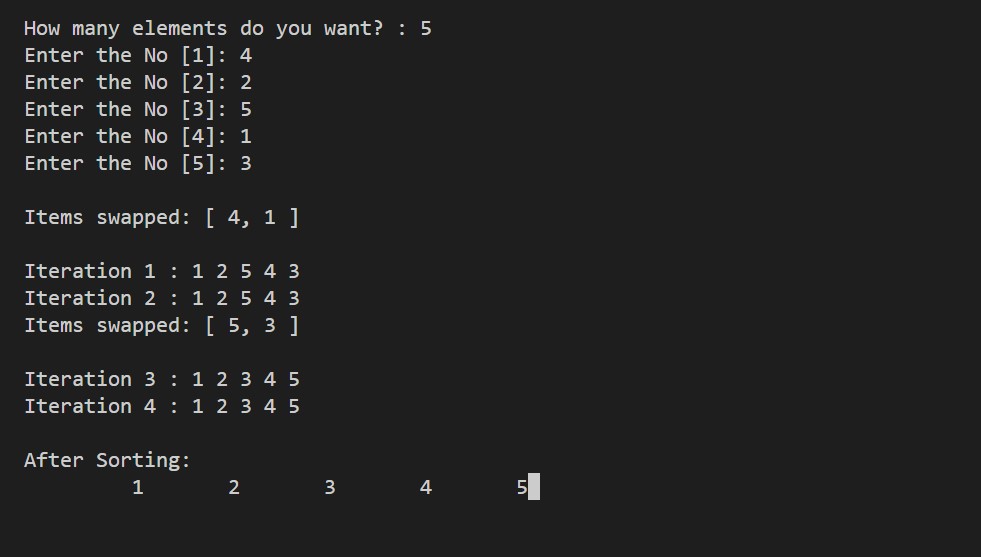 How many elements do you want? : 5
Enter the No [1]: 4
Enter the No [2]: 2
Enter the No [3]: 5
Enter the No [4]: 1
Enter the No [5]: 3
Items swapped: [ 4, 1 ]
Iteration 1 : 1 2 5 4 3
Iteration 2 : 1 2 5 4 3
Items swapped: [ 5, 3 ]
Iteration 3 : 1 2 3 4 5
Iteration 4 : 1 2 3 4 5
After Sorting:
1 2 3 4 5